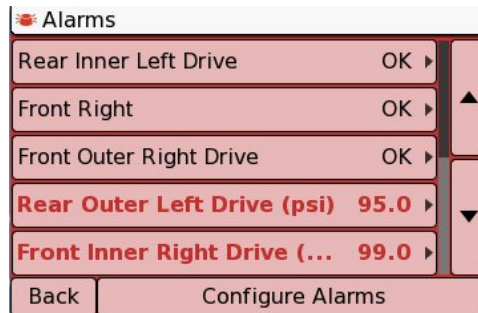 Alarms
Rear Inner Left Drive OK
Front Right OK
Front Outer Right Drive OK
Rear Outer Left Drive (psi) 95.0
Front Inner Right Drive (... 99.0
Back Configure Alarms